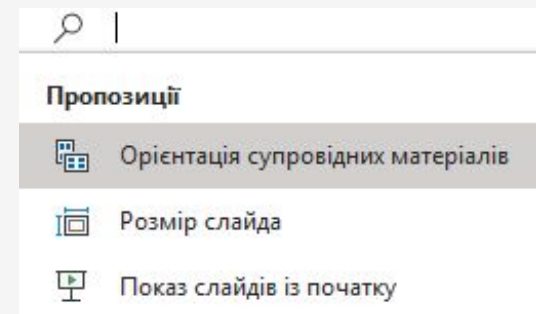 Пропозиції
Орієнтація супровідних матеріалів
Розмір слайда
Показ слайдів із початку